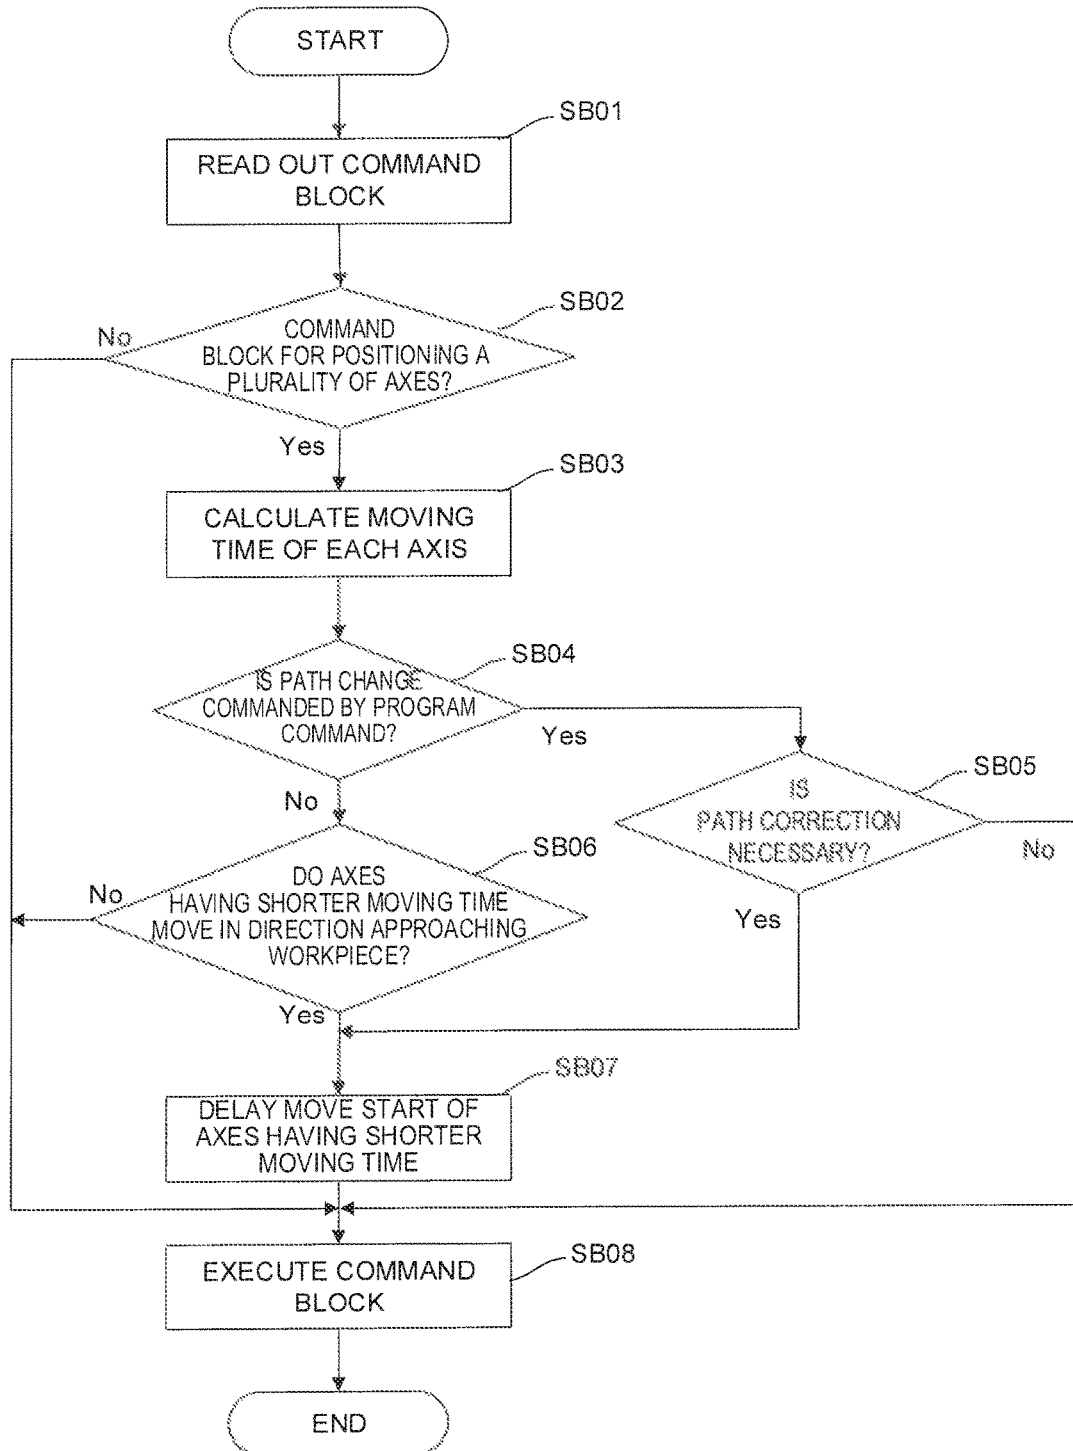 START
SB01
READ OUT COMMAND
BLOCK
SB02
No
COMMAND
BLOCK FOR POSITIONING A
PLURALITY OF AXES?
Yes
SB03
CALCULATE MOVING
TIME OF EACH AXIS
SB04
IS PATH CHANGE
COMMANDED BY PROGRAM
COMMAND?
Yes
No
SB05
IS
PATH CORRECTION
NECESSARY?
No
Yes
SB06
No
DO AXES
HAVING SHORTER MOVING TIME
MOVE IN DIRECTION APPROACHING
WORKPIECE?
Yes
SB07
DELAY MOVE START OF
AXES HAVING SHORTER
MOVING TIME
SB08
EXECUTE COMMAND
BLOCK
END